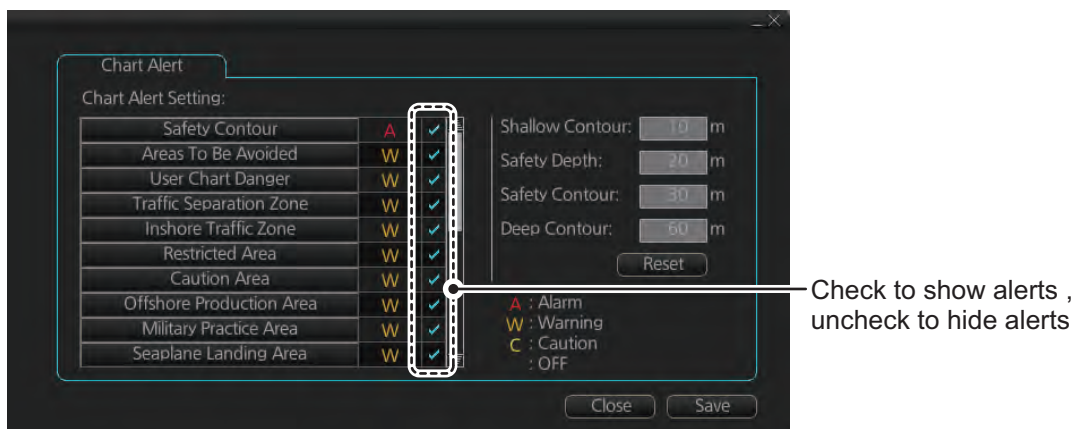 Chart Alert
Chart Alert Setting:
Safety Contour A
Areas To Be Avoided W
User Chart Danger W
Traffic Separation Zone W
Inshore Traffic Zone W
Restricted Area W
Caution Area W
Offshore Production Area W
Military Practice Area W
Seaplane Landing Area W
Shallow Contour: 10 m
Safety Depth: 20 m
Safety Contour: 30 m
Deep Contour: 60 m
Reset
A : Alarm
W : Warning
C : Caution
: OFF
Close Save
Check to show alerts ,
uncheck to hide alerts